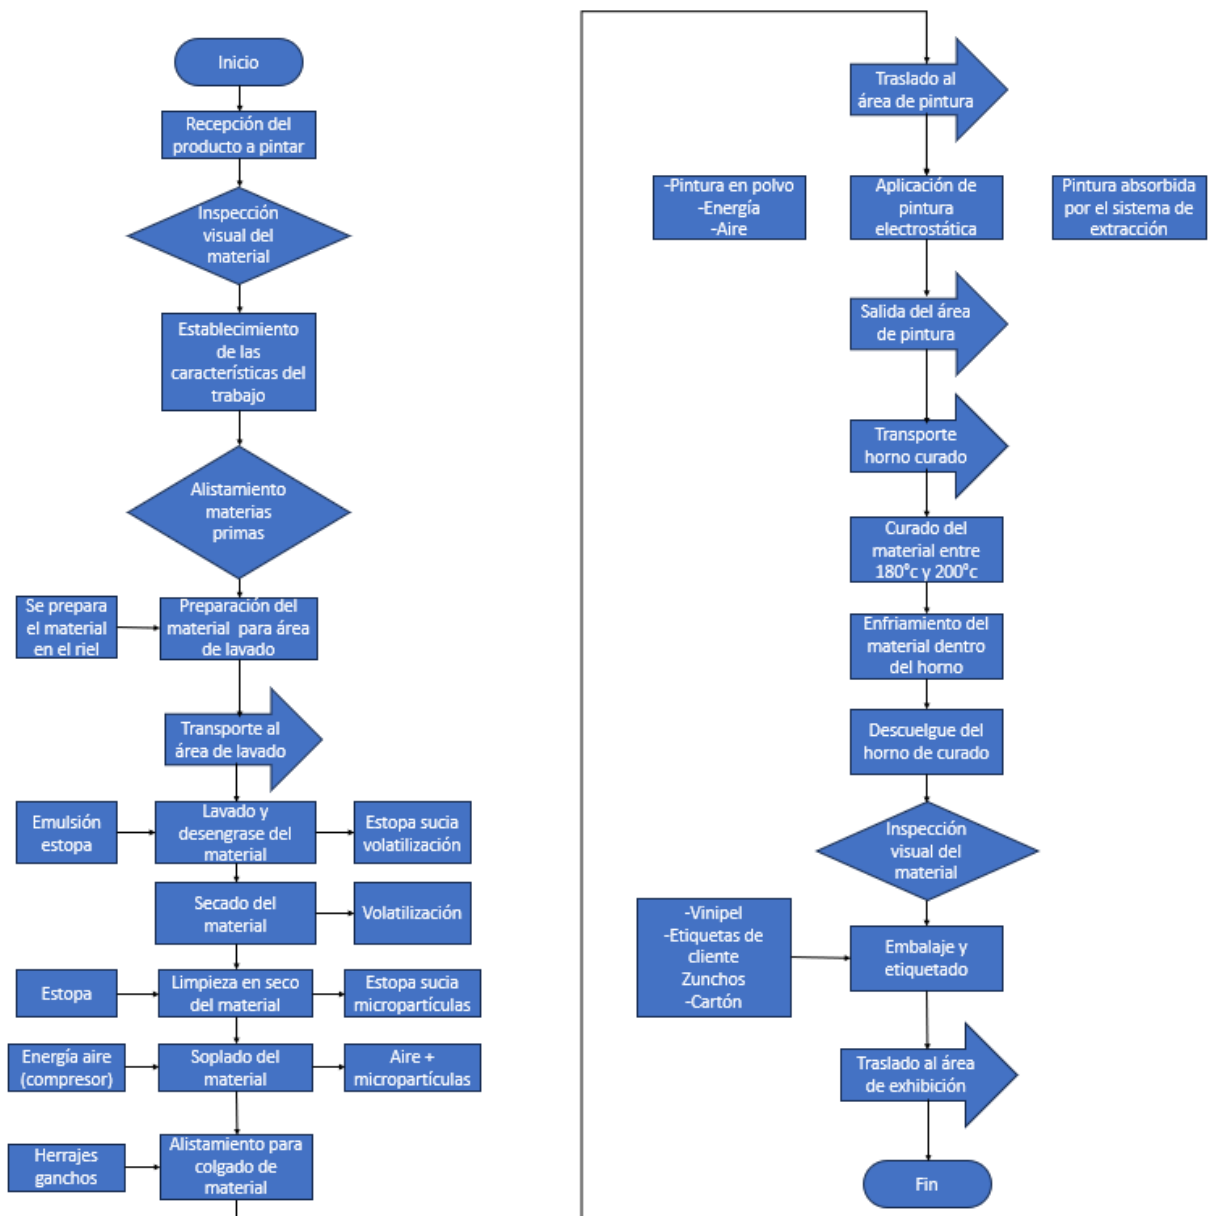 Inicio
Recepción del
producto a pintar
Inspección
visual del
material
Establecimiento
de las
características del
trabajo
Alistamiento
materias
primas
Se prepara
el material
en el riel
Preparación del
material para área
de lavado
Transporte al
área de lavado
Emulsión
estopa
Lavado y
desengrase del
material
Estopa sucia
volatilización
Secado del
material
Volatilización
Estopa
Limpieza en seco
del material
Estopa sucia
micropartículas
Energía aire
(compresor)
Soplado del
material
Aire +
micropartículas
Herrajes
ganchos
Alistamiento para
colgado de
material
Traslado al
área de pintura
-Pintura en polvo
-Energía
-Aire
Aplicación de
pintura
electrostática
Pintura absorbida
por el sistema de
extracción
Salida del área
de pintura
Transporte
horno curado
Curado del
material entre
180°c y 200°c
Enfriamiento del
material dentro
del horno
Descuelgue del
horno de curado
Inspección
visual del
material
-Vinipel
-Etiquetas de
cliente
Zunchos
-Cartón
Embalaje y
etiquetado
Traslado al área
de exhibición
Fin